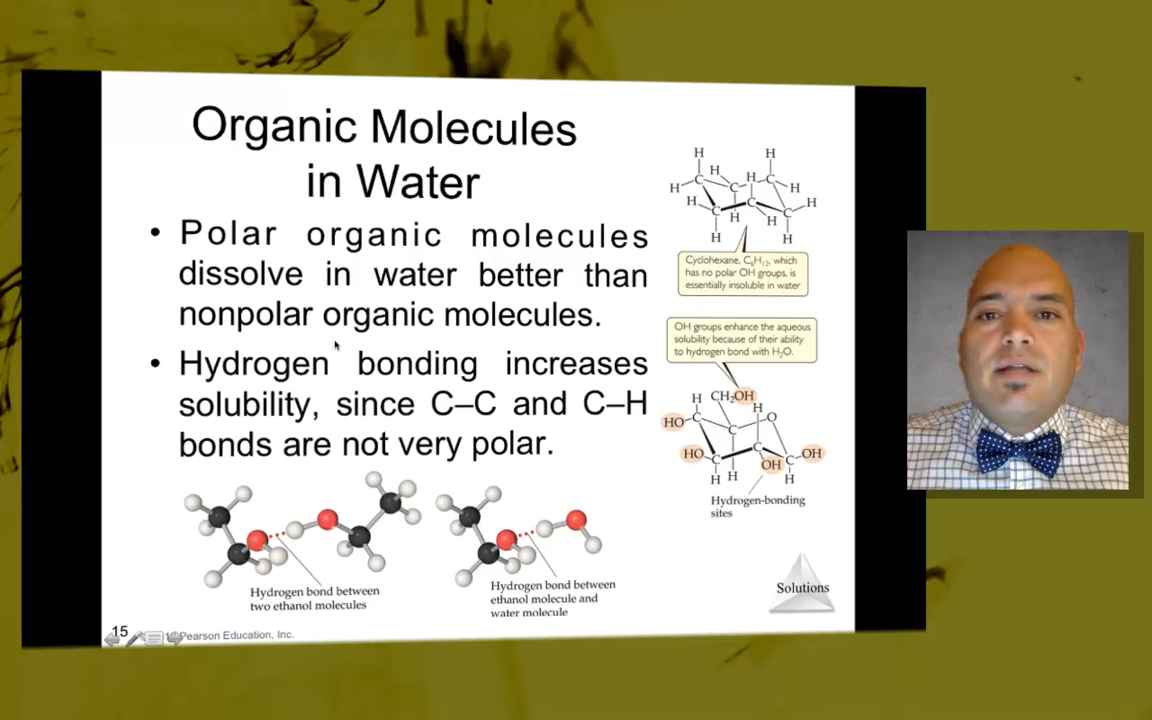 Organic Molecules
in Water
• Polar organic molecules
dissolve in water better than
nonpolar organic molecules.
• Hydrogen bonding increases
solubility, since C–C and C–H
bonds are not very polar.
H H
H H C
H C C H
H C C C H
H H
H H
Cyclohexane, C₆H₁₂, which
has no polar OH groups, is
essentially insoluble in water
OH groups enhance the aqueous
solubility because of their ability
to hydrogen bond with H₂O.
H CH₂OH
H
HO C C O
HO C C C OH
OH
H H H
Hydrogen-bonding
sites
Hydrogen bond between
two ethanol molecules
Hydrogen bond between
ethanol molecule and
water molecule
Solutions
15
Pearson Education, Inc.